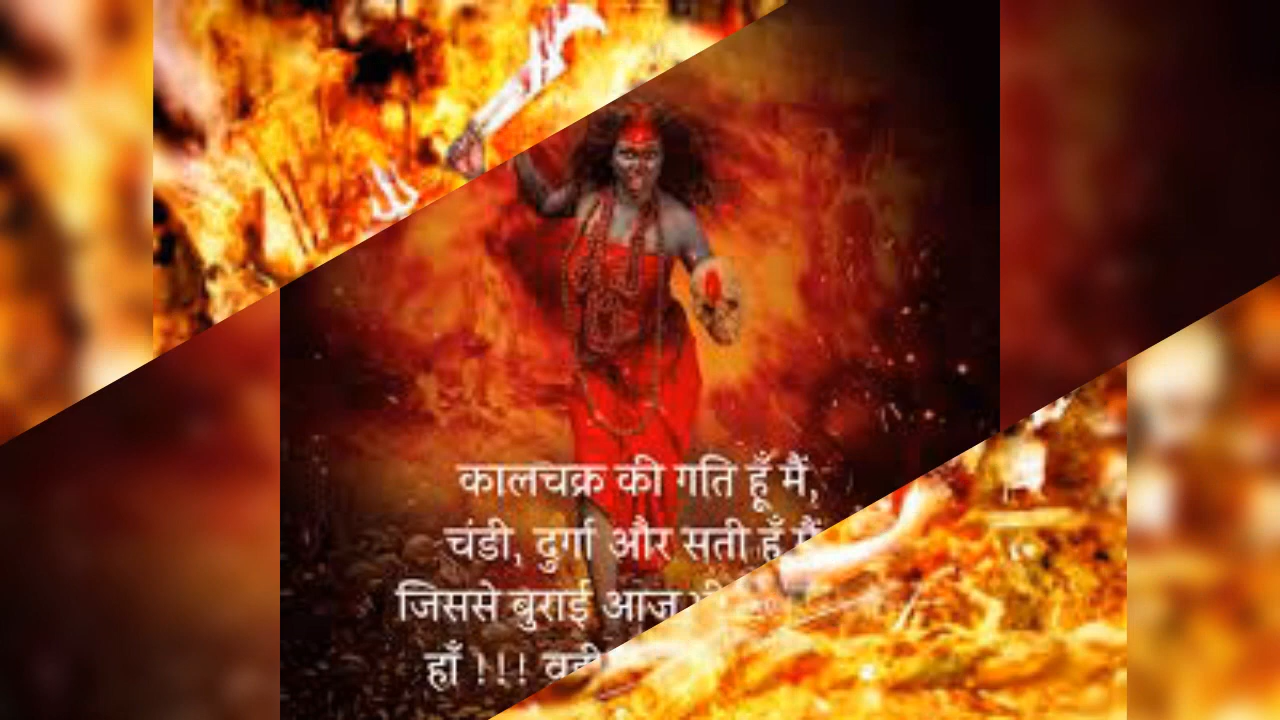 कालचक्र की गति हूँ मैं,
चंडी, दुर्गा और सती हूँ मैं
जिससे बुराई आज
हाँ !!!